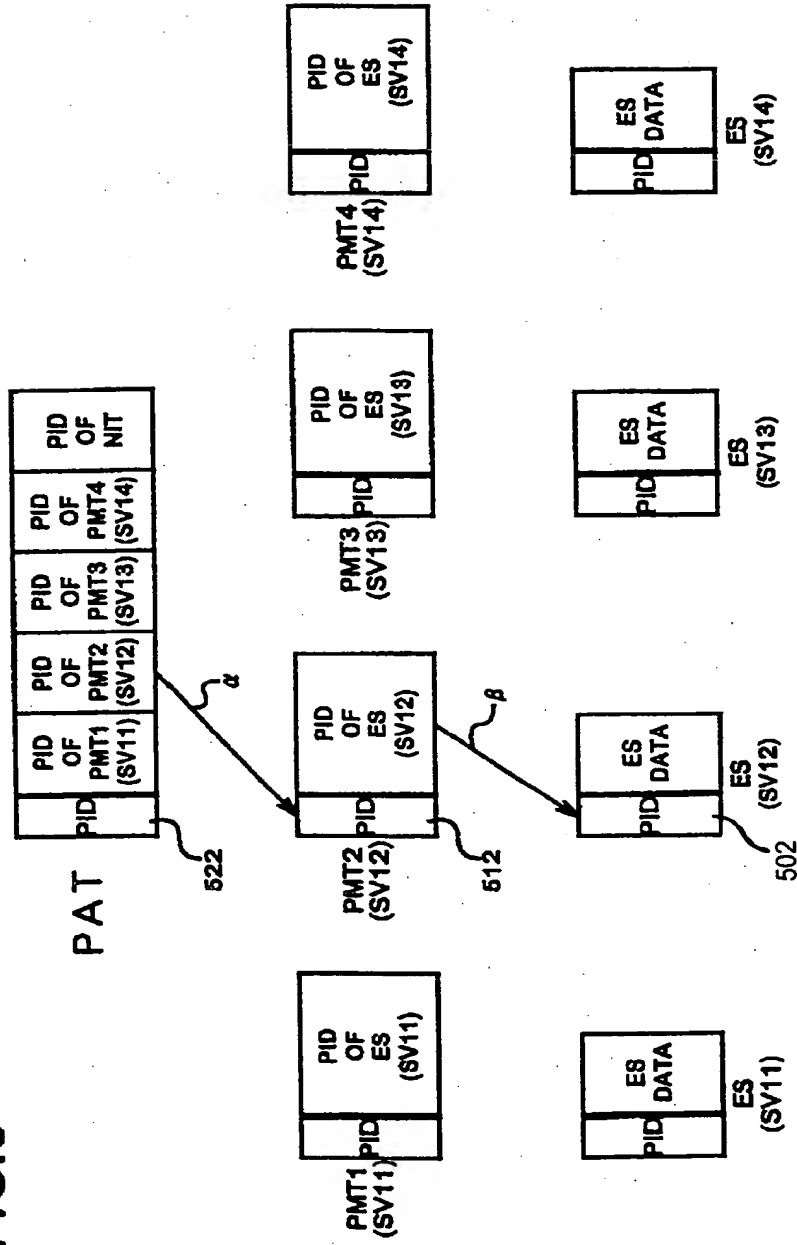 PAT
PID
PID
OF
PMT1
(SV11)
PID
OF
PMT2
(SV12)
PID
OF
PMT3
(SV13)
PID
OF
PMT4
(SV14)
PID
OF
NIT
522
α
PMT1
(SV11)
PID
PID
OF
ES
(SV11)
PMT2
(SV12)
PID
PID
OF
ES
(SV12)
512
β
PMT3
(SV13)
PID
PID
OF
ES
(SV13)
PMT4
(SV14)
PID
PID
OF
ES
(SV14)
PID
ES
DATA
ES
(SV11)
PID
ES
DATA
ES
(SV12)
502
PID
ES
DATA
ES
(SV13)
PID
ES
DATA
ES
(SV14)